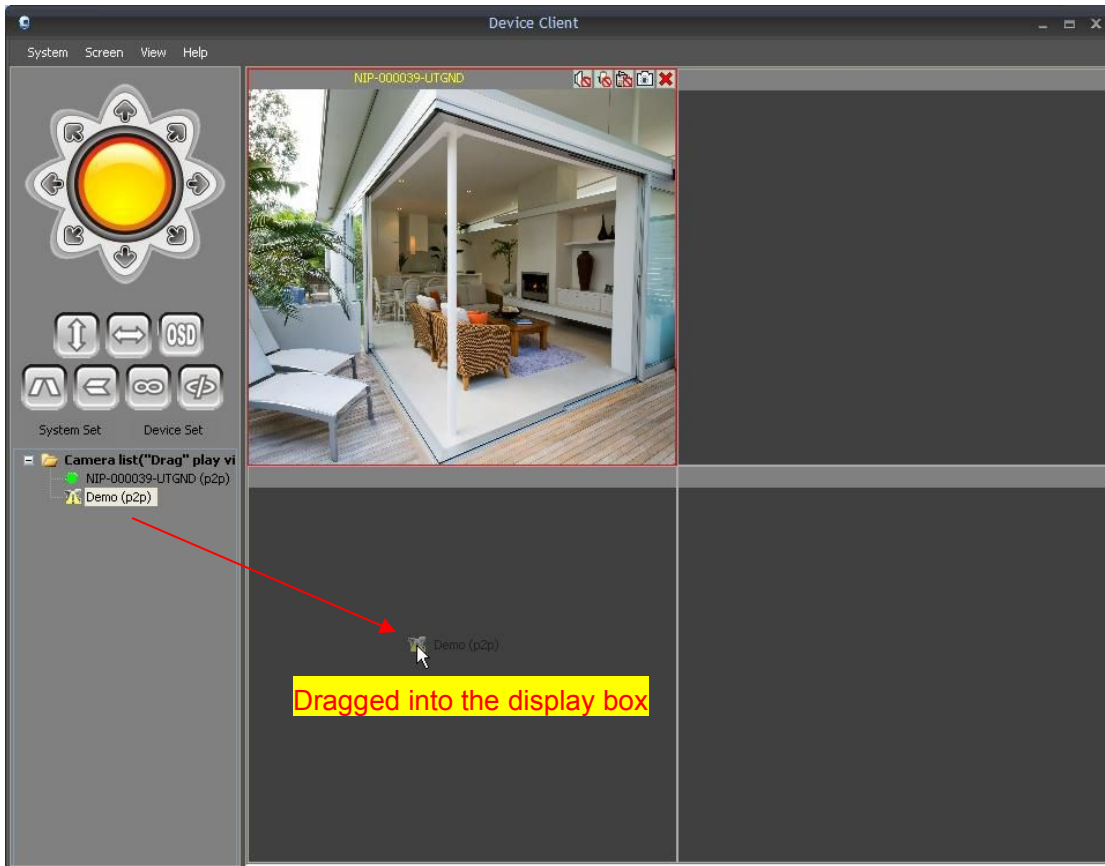 Device Client
System Screen View Help
NIP-000039-UTGND
OSD
System Set Device Set
Camera list("Drag" play vi
NIP-000039-UTGND (p2p)
Demo (p2p)
Demo (p2p)
Dragged into the display box